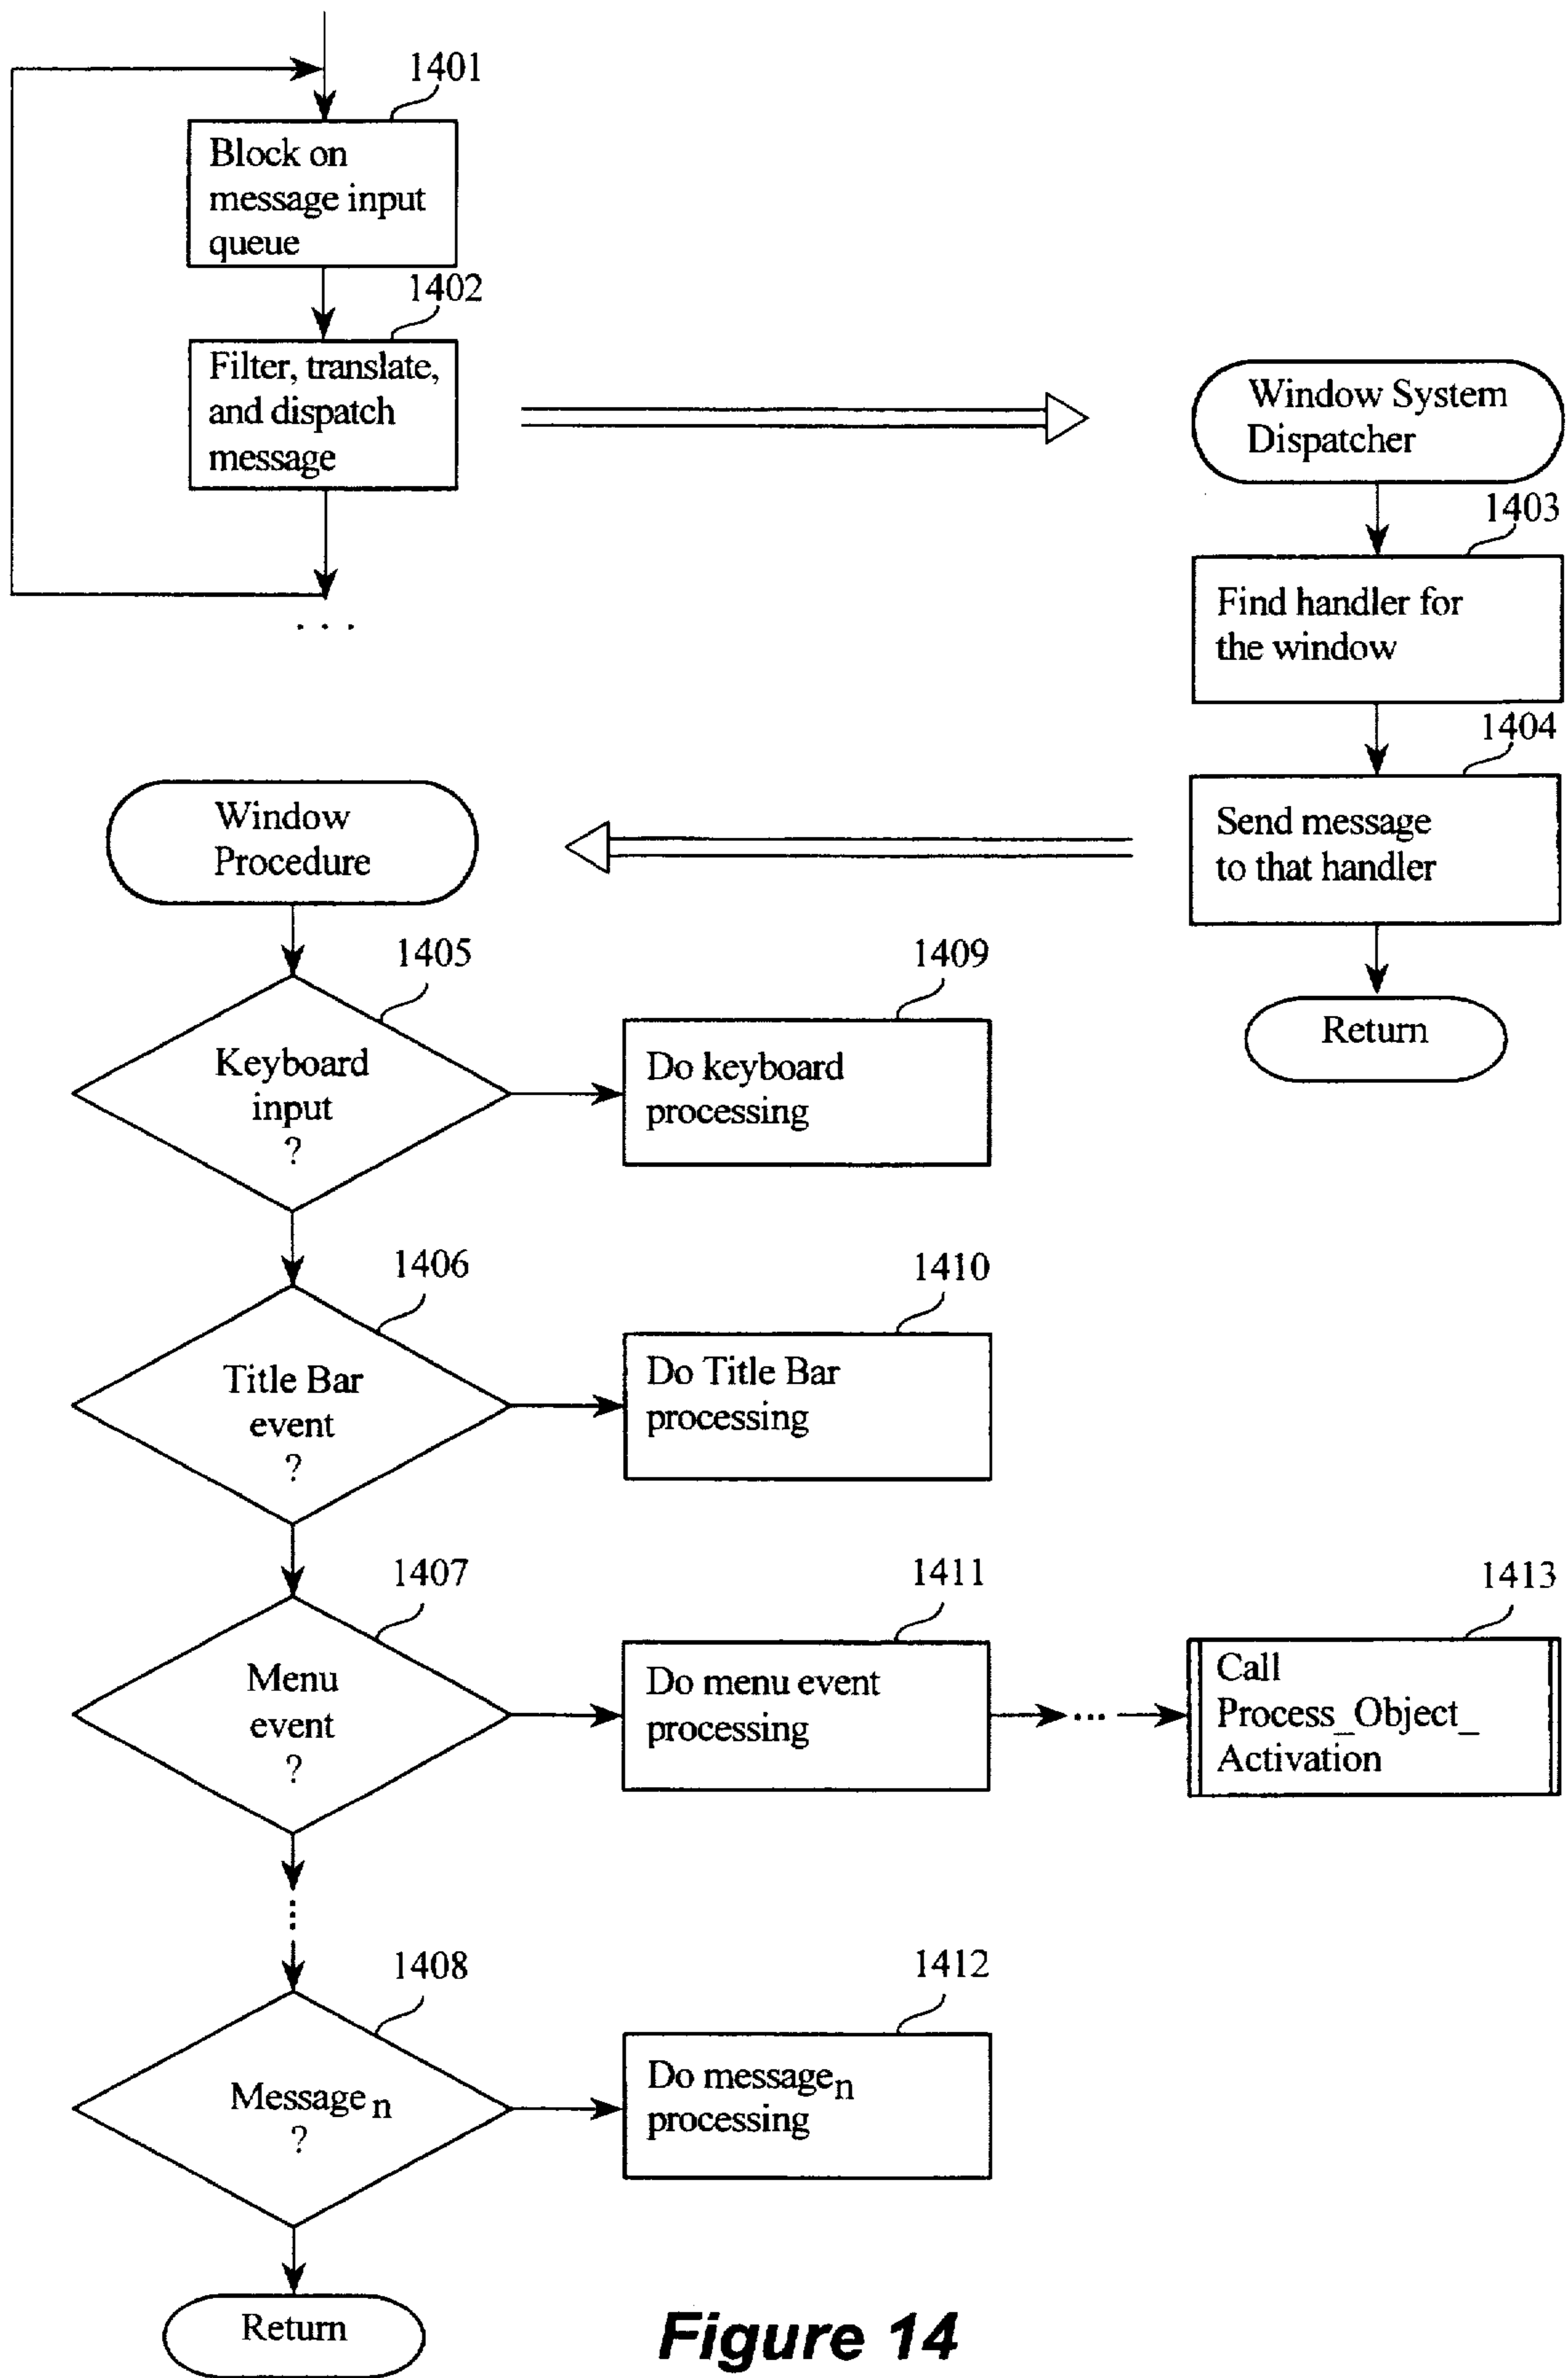 1401
Block on
message input
queue
1402
Filter, translate,
and dispatch
message
. . .
Window System
Dispatcher
1403
Find handler for
the window
1404
Send message
to that handler
Return
Window
Procedure
1405
Keyboard
input
?
1409
Do keyboard
processing
1406
Title Bar
event
?
1410
Do Title Bar
processing
1407
Menu
event
?
1411
Do menu event
processing
...
1413
Call
Process_Object_
Activation
...
1408
Message n
?
1412
Do message n
processing
Return
Figure 14